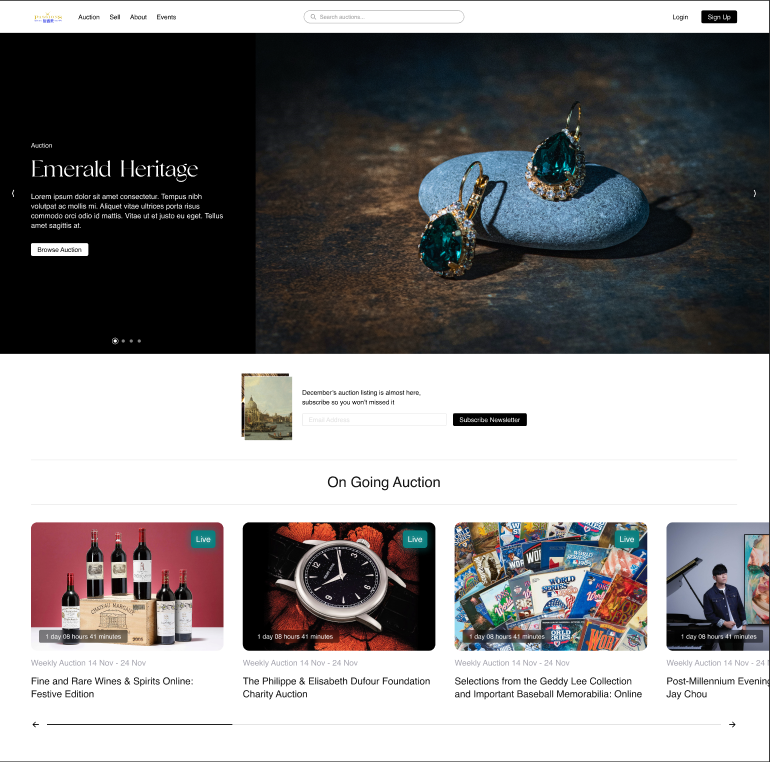 Auction Sell About Events
Search auctions...
Login
Sign Up
Auction
Emerald Heritage
Lorem ipsum dolor sit amet consectetur. Tempus nibh
volutpat ac mollis mi. Aliquet vitae ultrices porta risus
commodo orci odio id mattis. Vitae ut et justo eu eget. Tellus
amet sagittis at.
Browse Auction
December's auction listing is almost here,
subscribe so you won't missed it
Email Address
Subscribe Newsletter
On Going Auction
Live
CHATEAU MARGAUX
2005
1 day 08 hours 41 minutes
Weekly Auction 14 Nov - 24 Nov
Fine and Rare Wines & Spirits Online:
Festive Edition
Live
1 day 08 hours 41 minutes
Weekly Auction 14 Nov - 24 Nov
The Philippe & Elisabeth Dufour Foundation
Charity Auction
Live
WORLD
SERIES
1 day 08 hours 41 minutes
Weekly Auction 14 Nov - 24 Nov
Selections from the Geddy Lee Collection
and Important Baseball Memorabilia: Online
1 day 08 hours 41 minutes
Weekly Auction 14 Nov - 24
Post-Millennium Evening
Jay Chou